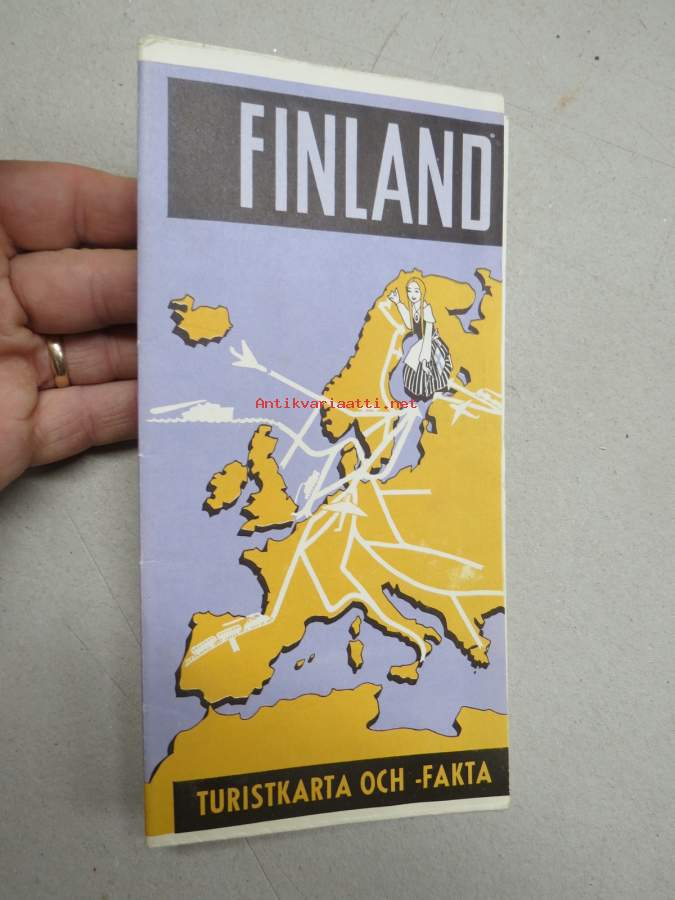 FINLAND
Antikvariaatti.net
TURISTKARTA OCH -FAKTA